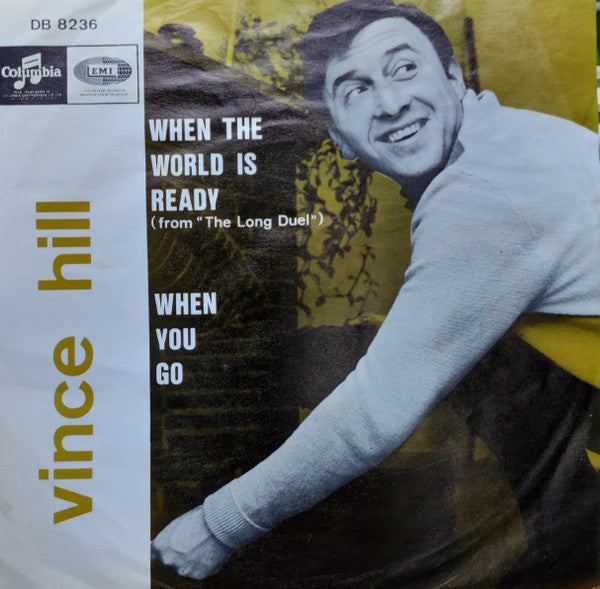 DB 8236
Columbia
EMI
WHEN THE
WORLD IS
READY
(from "The Long Duel")
WHEN
YOU
GO
vince hill